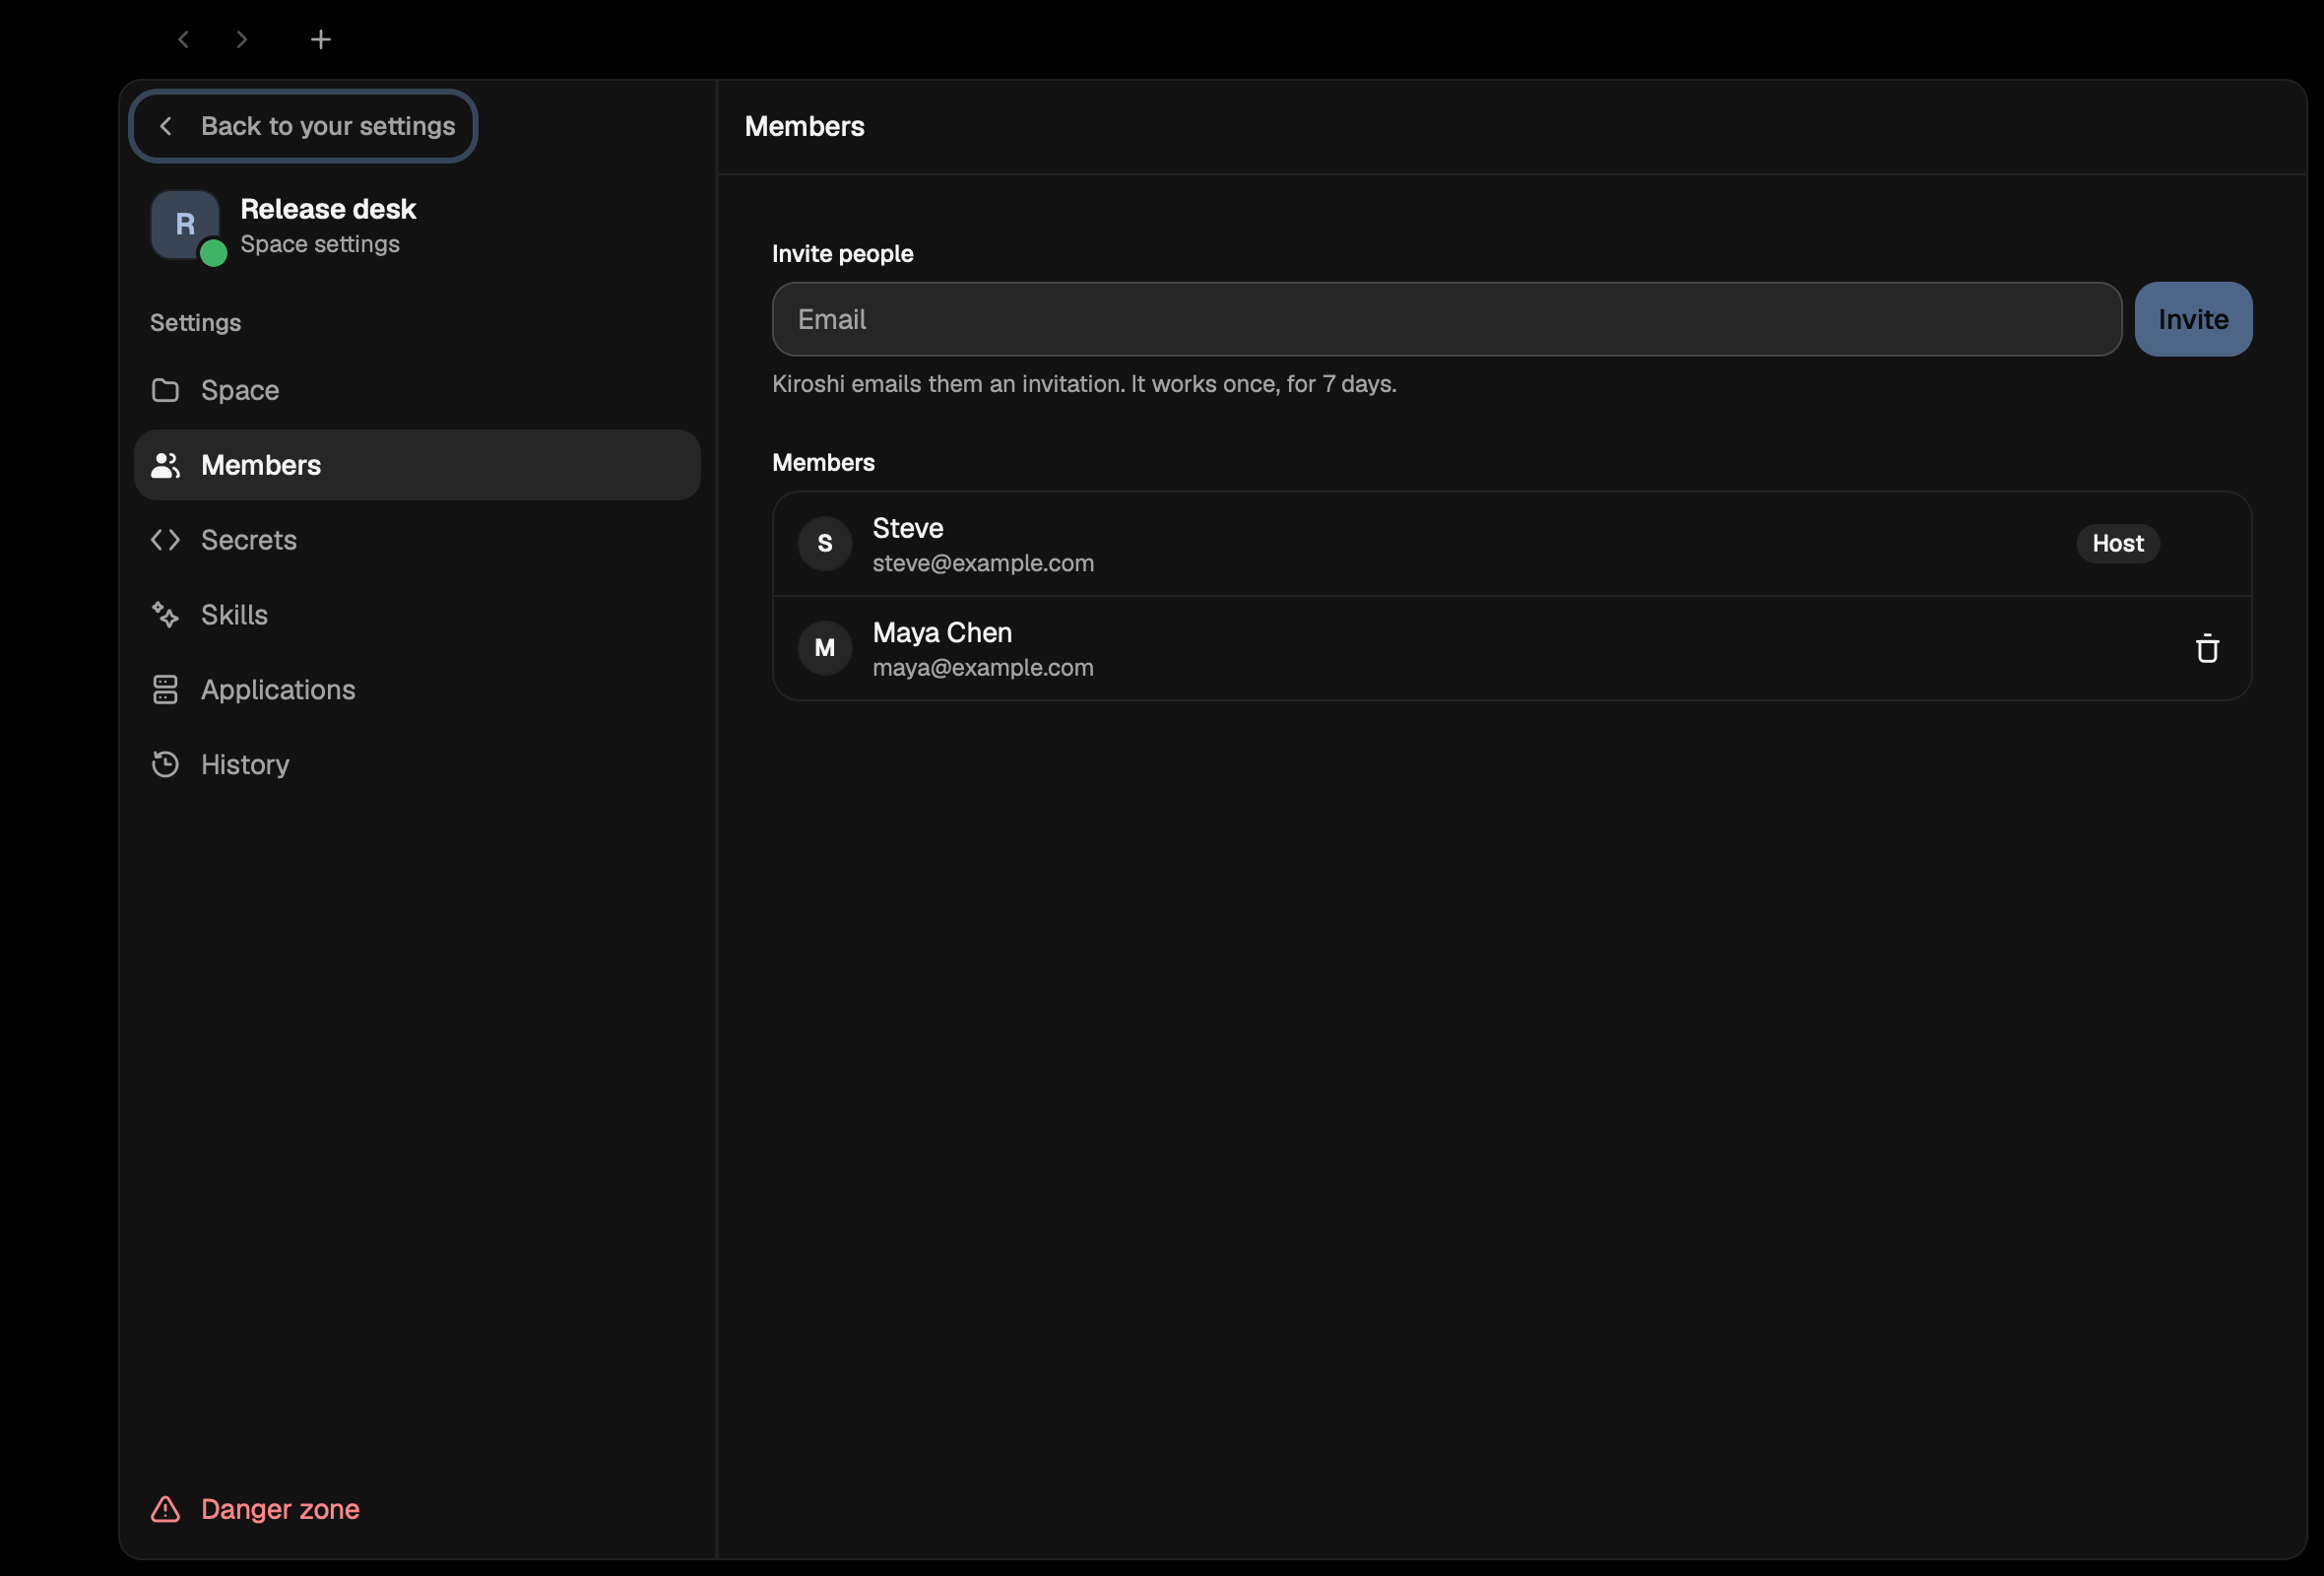 Back to your settings
R
Release desk
Space settings
Settings
Space
Members
Secrets
Skills
Applications
History
Danger zone
Members
Invite people
Email
Invite
Kiroshi emails them an invitation. It works once, for 7 days.
Members
S
Steve
steve@example.com
Host
M
Maya Chen
maya@example.com